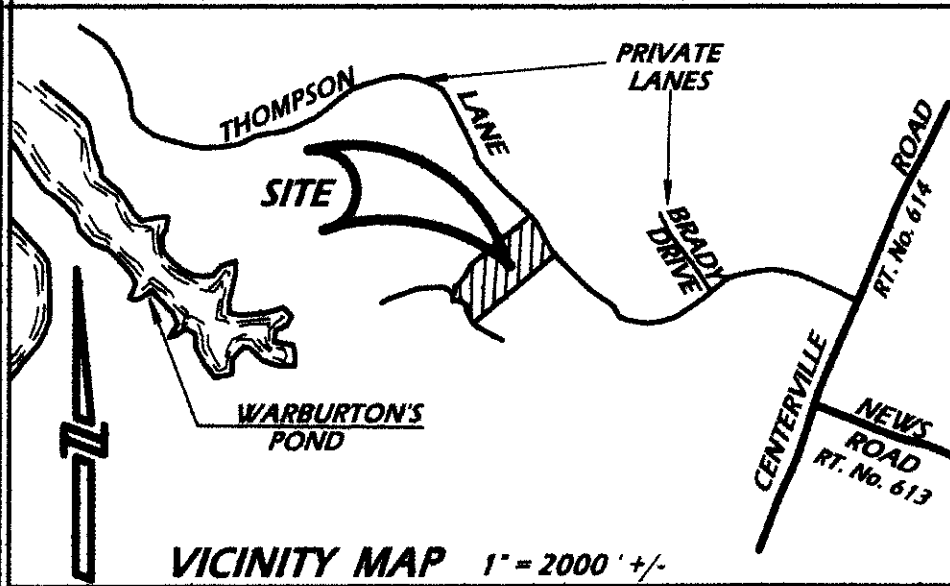 PRIVATE
LANES
THOMPSON
LANE
SITE
BRADY
DRIVE
ROAD
RT. No. 614
CENTERVILLE
NEWS
ROAD
RT. No. 613
WARBURTON'S
POND
N
VICINITY MAP 1" = 2000 ' +/-